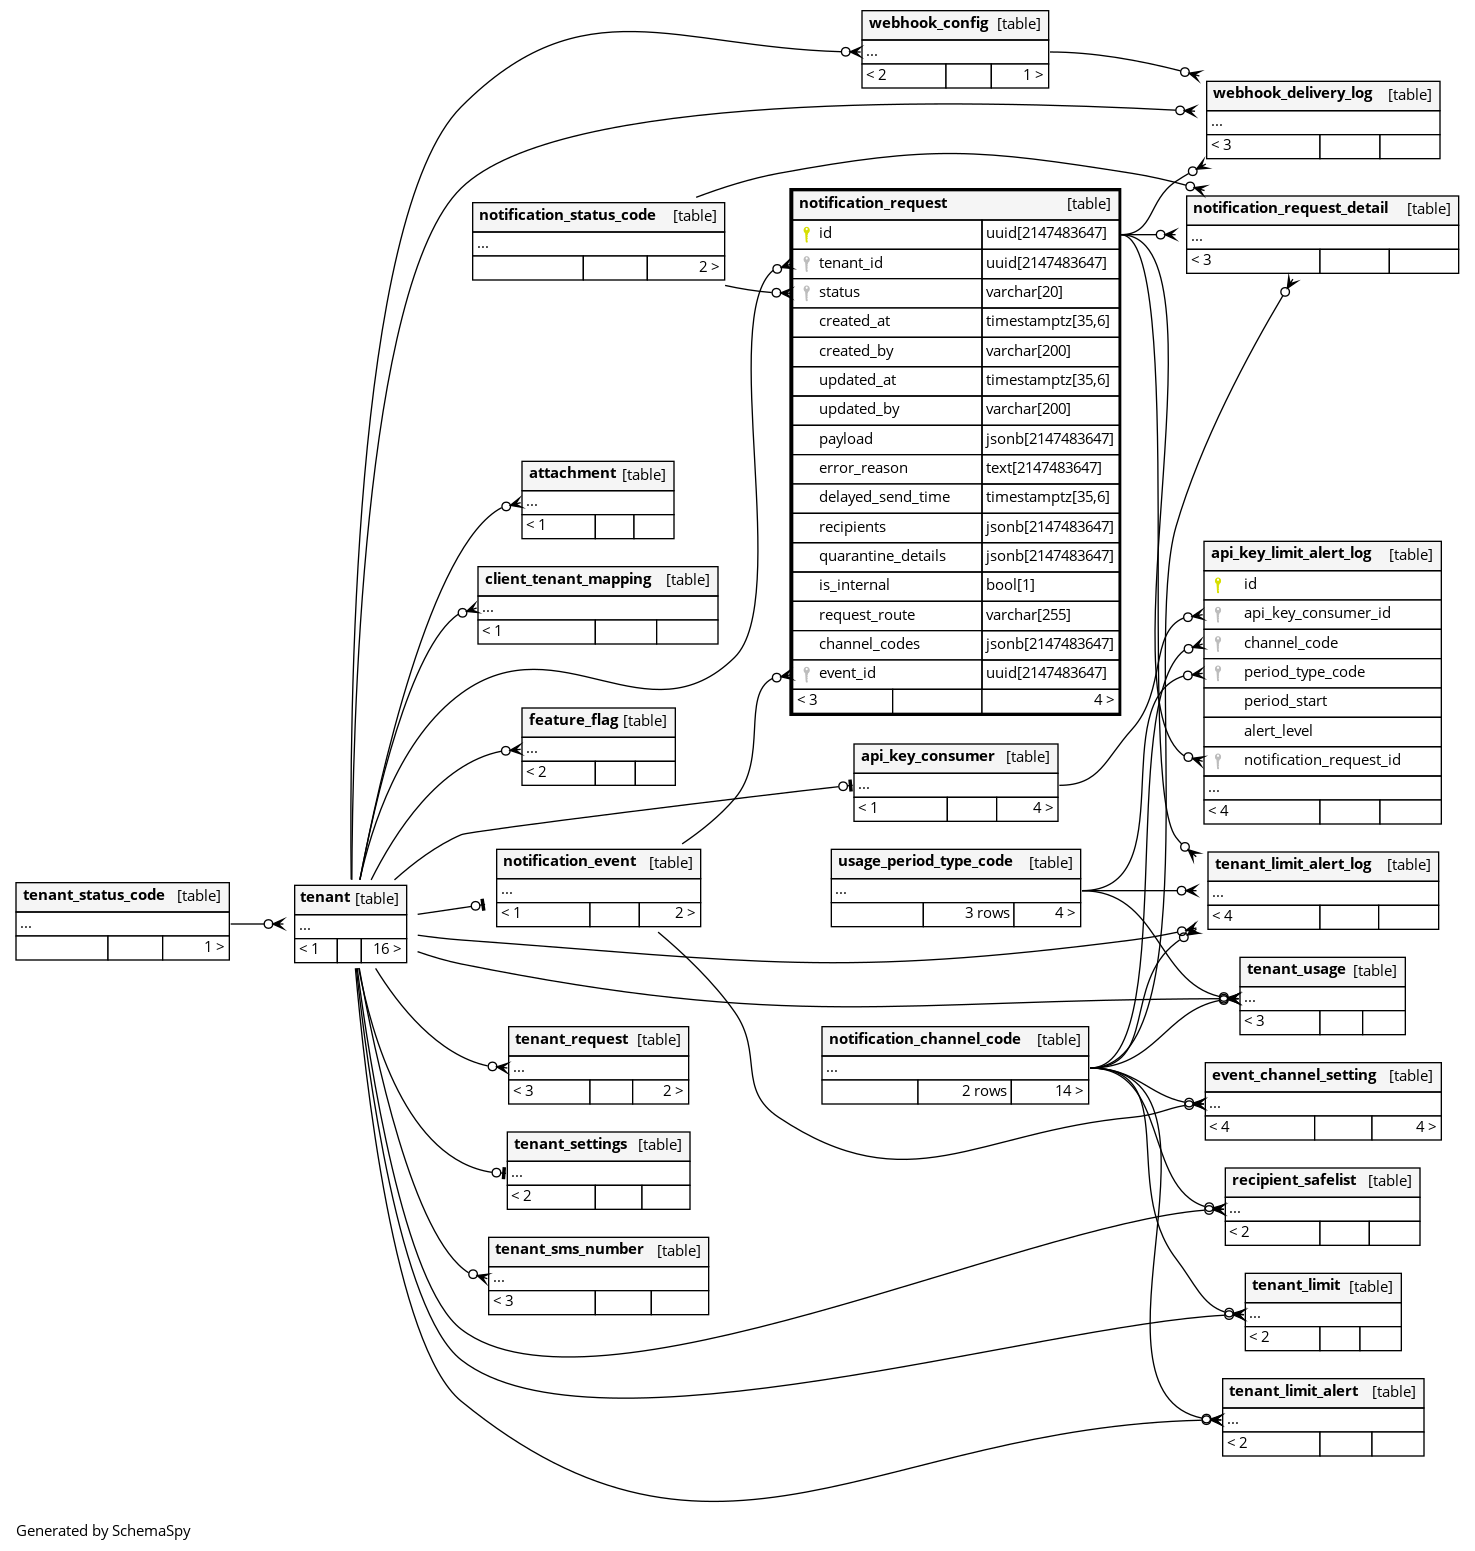 webhook_config [table]
...
< 2 1 >
webhook_delivery_log [table]
...
< 3
notification_status_code [table]
...
2 >
notification_request [table]
id uuid[2147483647]
tenant_id uuid[2147483647]
status varchar[20]
created_at timestamptz[35,6]
created_by varchar[200]
updated_at timestamptz[35,6]
updated_by varchar[200]
payload jsonb[2147483647]
error_reason text[2147483647]
delayed_send_time timestamptz[35,6]
recipients jsonb[2147483647]
quarantine_details jsonb[2147483647]
is_internal bool[1]
request_route varchar[255]
channel_codes jsonb[2147483647]
event_id uuid[2147483647]
< 3 4 >
notification_request_detail [table]
...
< 3
attachment [table]
...
< 1
client_tenant_mapping [table]
...
< 1
api_key_limit_alert_log [table]
id
api_key_consumer_id
channel_code
period_type_code
period_start
alert_level
notification_request_id
...
< 4
feature_flag [table]
...
< 2
api_key_consumer [table]
...
< 1 4 >
notification_event [table]
...
< 1 2 >
usage_period_type_code [table]
...
3 rows 4 >
tenant_limit_alert_log [table]
...
< 4
tenant_status_code [table]
...
1 >
tenant [table]
...
< 1 16 >
tenant_usage [table]
...
< 3
tenant_request [table]
...
< 3 2 >
notification_channel_code [table]
...
2 rows 14 >
event_channel_setting [table]
...
< 4 4 >
tenant_settings [table]
...
< 2
recipient_safelist [table]
...
< 2
tenant_sms_number [table]
...
< 3
tenant_limit [table]
...
< 2
tenant_limit_alert [table]
...
< 2
Generated by SchemaSpy